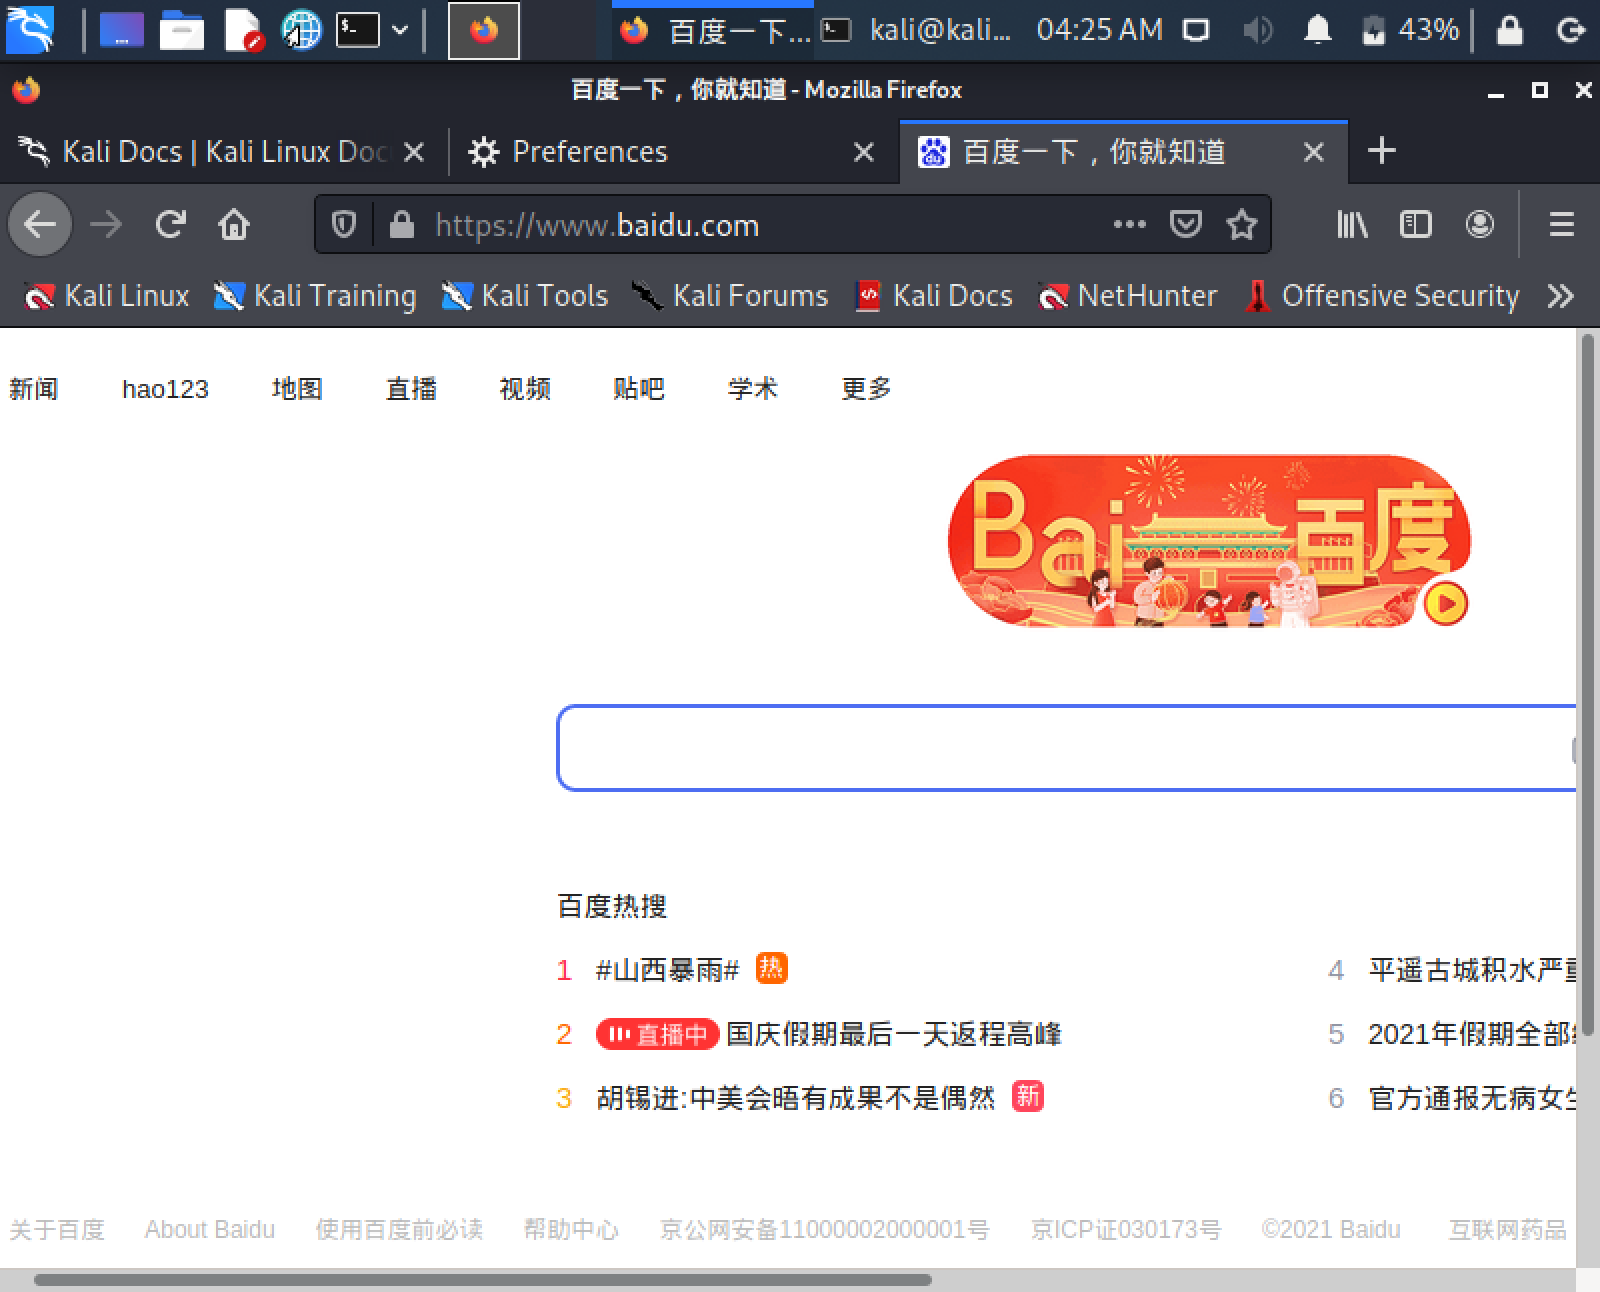 百度一下... kali@kali... 04:25 AM 43%
百度一下，你就知道 - Mozilla Firefox
Kali Docs | Kali Linux Doc Preferences 百度一下，你就知道
https://www.baidu.com
Kali Linux Kali Training Kali Tools Kali Forums Kali Docs NetHunter Offensive Security
新闻 hao123 地图 直播 视频 贴吧 学术 更多
Bai 百度
百度热搜
1 #山西暴雨# 热 4 平遥古城积水严重
2 直播中 国庆假期最后一天返程高峰 5 2021年假期全部
3 胡锡进:中美会晤有成果不是偶然 新 6 官方通报无病女生
关于百度 About Baidu 使用百度前必读 帮助中心 京公网安备11000002000001号 京ICP证030173号 ©2021 Baidu 互联网药品